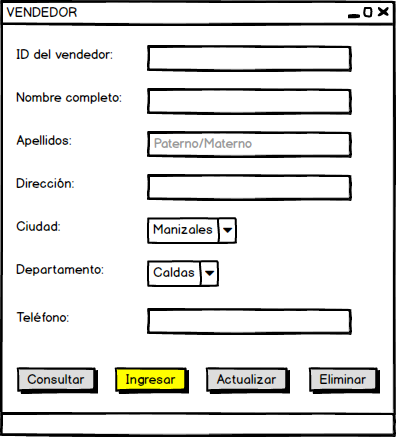 VENDEDOR
ID del vendedor:
Nombre completo:
Apellidos: Paterno/Materno
Dirección:
Ciudad: Manizales
Departamento: Caldas
Teléfono:
Consultar Ingresar Actualizar Eliminar